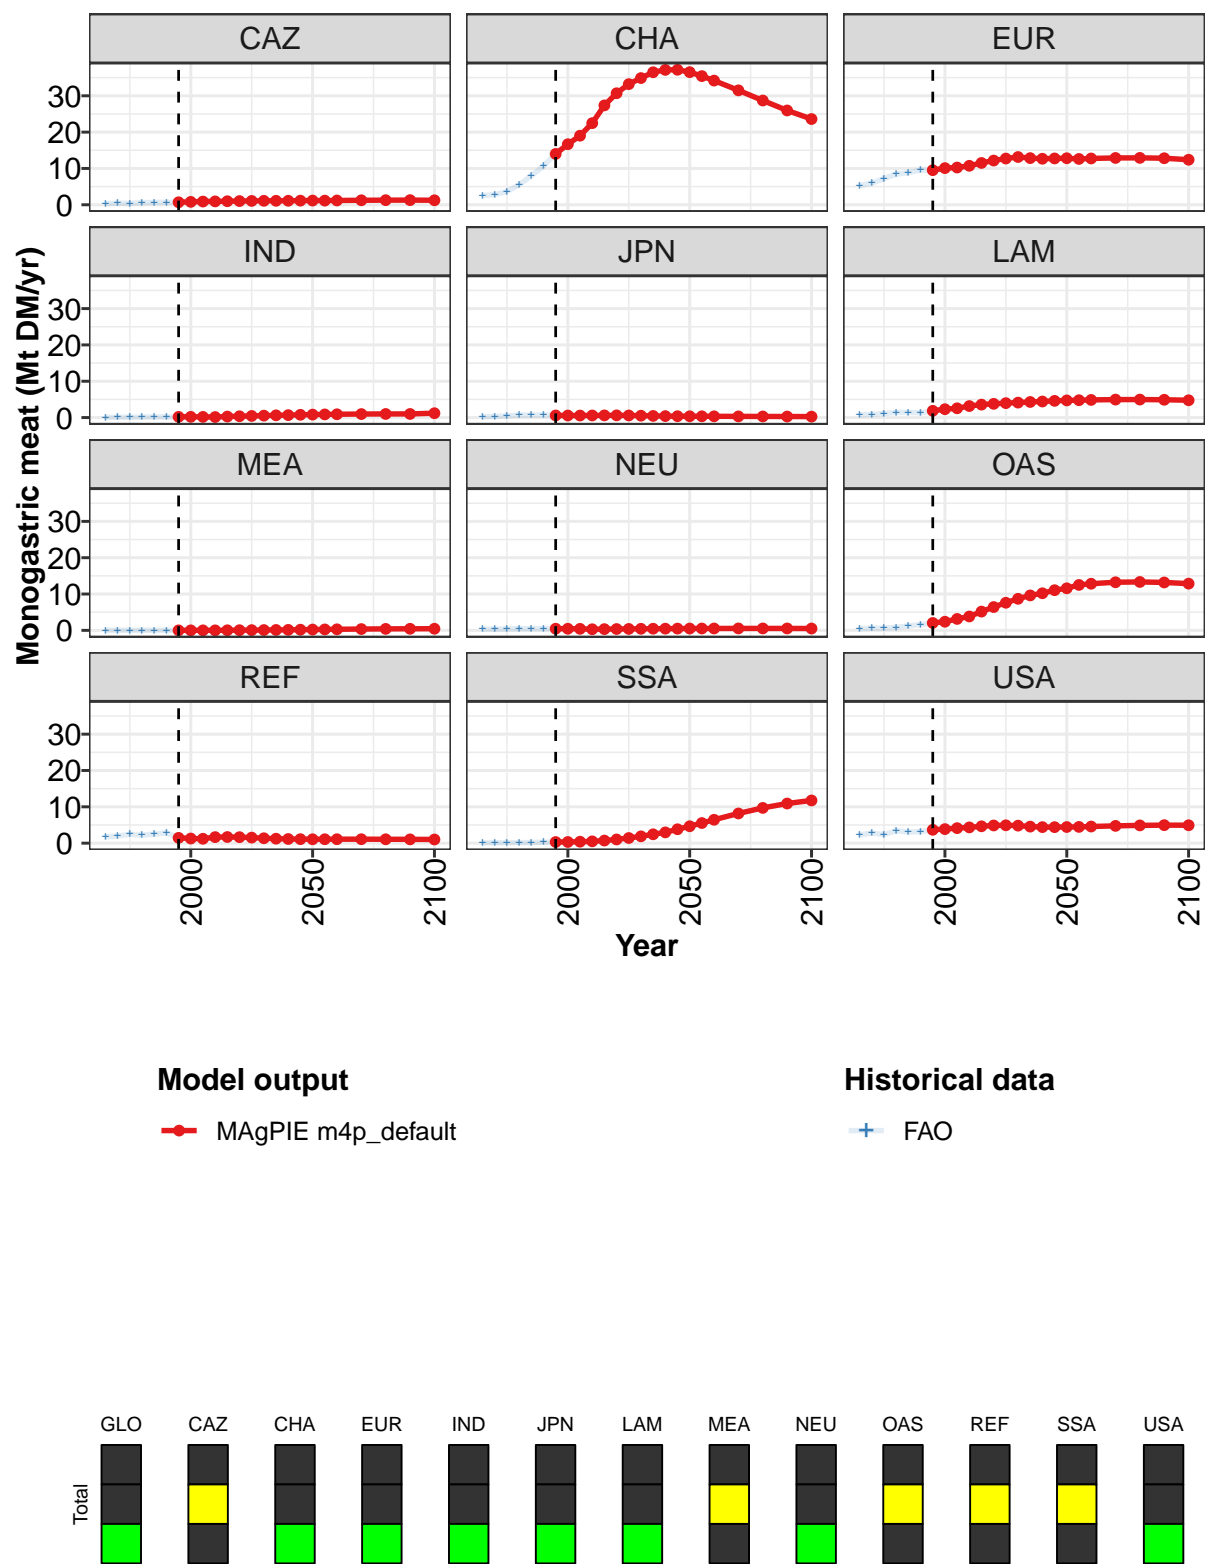 CAZ CHA EUR
30
20
10
0
IND JPN LAM
30
20
10
0
MEA NEU OAS
30
20
10
0
REF SSA USA
30
20
10
0
Monogastric meat (Mt DM/yr)
2000 2050 2100 2000 2050 2100 2000 2050 2100
Year
Model output Historical data
MAgPIE m4p_default FAO
GLO CAZ CHA EUR IND JPN LAM MEA NEU OAS REF SSA USA
Total